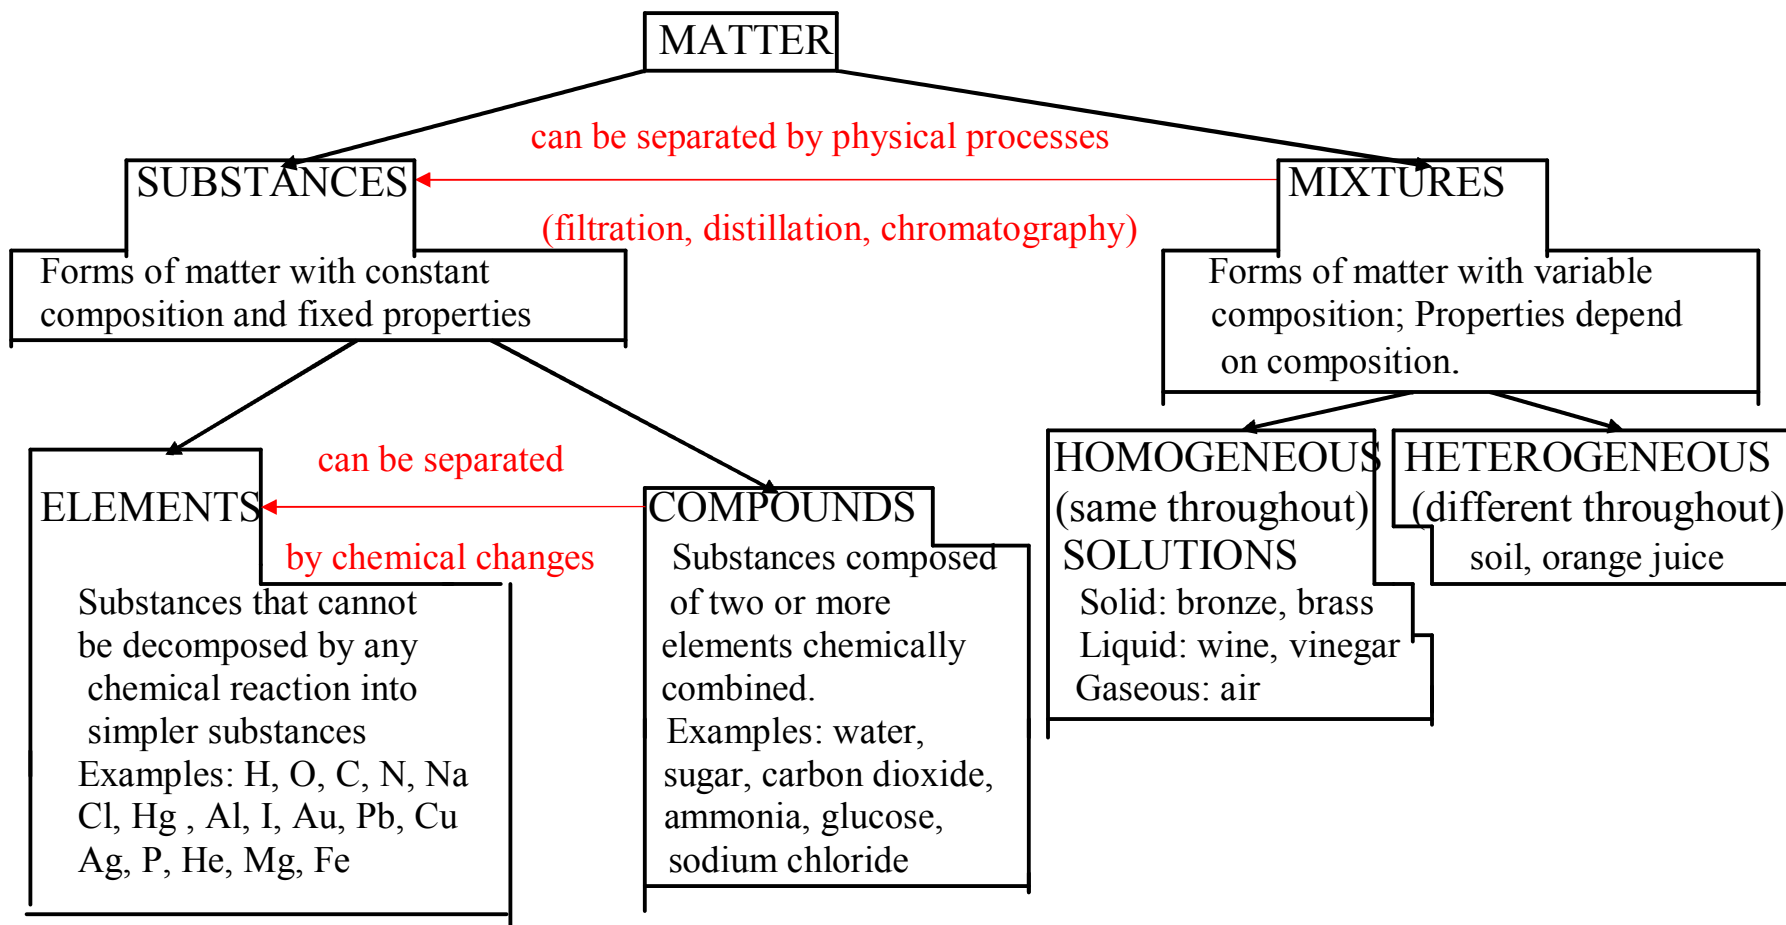 MATTER
can be separated by physical processes
SUBSTANCES
MIXTURES
(filtration, distillation, chromatography)
Forms of matter with constant
composition and fixed properties
Forms of matter with variable
composition; Properties depend
on composition.
ELEMENTS
can be separated
by chemical changes
Substances that cannot
be decomposed by any
chemical reaction into
simpler substances
Examples: H, O, C, N, Na
Cl, Hg , Al, I, Au, Pb, Cu
Ag, P, He, Mg, Fe
COMPOUNDS
Substances composed
of two or more
elements chemically
combined.
Examples: water,
sugar, carbon dioxide,
ammonia, glucose,
sodium chloride
HOMOGENEOUS
(same throughout)
SOLUTIONS
Solid: bronze, brass
Liquid: wine, vinegar
Gaseous: air
HETEROGENEOUS
(different throughout)
soil, orange juice